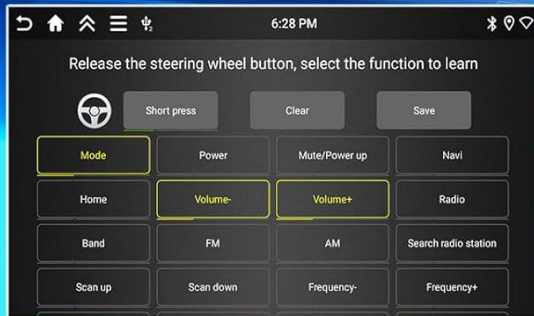 6:28 PM
Release the steering wheel button, select the function to learn
Short press Clear Save
Mode Power Mute/Power up Navi
Home Volume- Volume+ Radio
Band FM AM Search radio station
Scan up Scan down Frequency- Frequency+